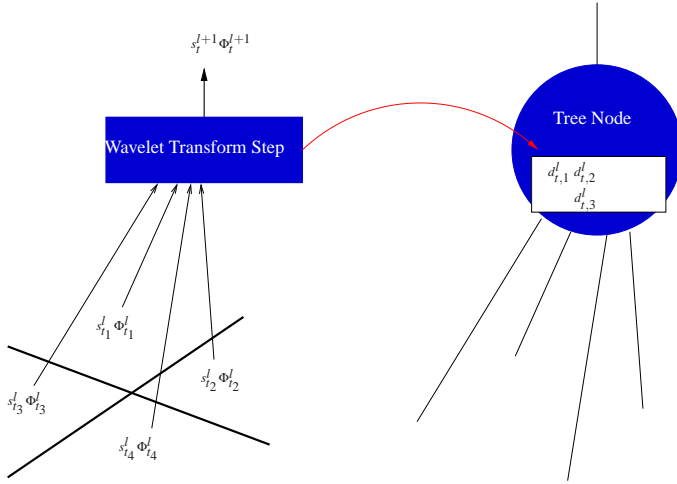 s_t^{l+1} Φ_t^{l+1}
Wavelet Transform Step
Tree Node
d_{t,1}^l d_{t,2}^l
d_{t,3}^l
s_{t_1}^l Φ_{t_1}^l
s_{t_2}^l Φ_{t_2}^l
s_{t_3}^l Φ_{t_3}^l
s_{t_4}^l Φ_{t_4}^l